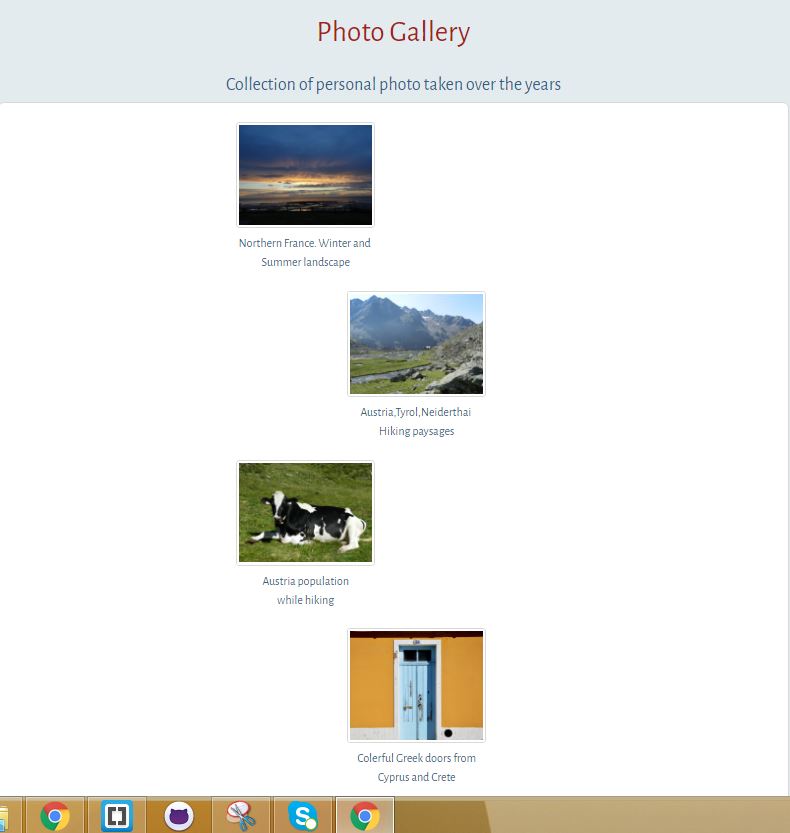 Photo Gallery
Collection of personal photo taken over the years
Northern France. Winter and
Summer landscape
Austria,Tyrol,Neiderthai
Hiking paysages
Austria population
while hiking
Colerful Greek doors from
Cyprus and Crete